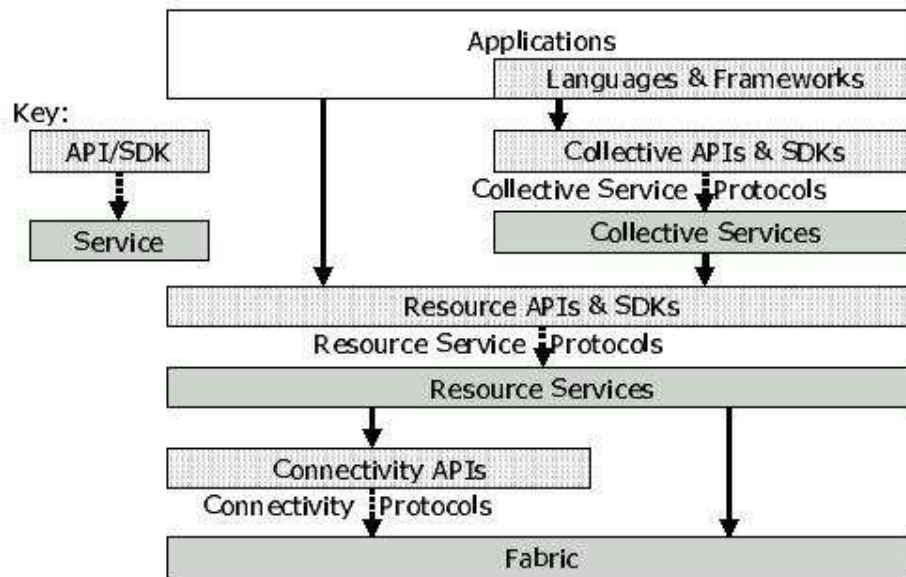 Applications
Languages & Frameworks
Key:
API/SDK
Collective APIs & SDKs
Collective Service Protocols
Service
Collective Services
Resource APIs & SDKs
Resource Service Protocols
Resource Services
Connectivity APIs
Connectivity Protocols
Fabric